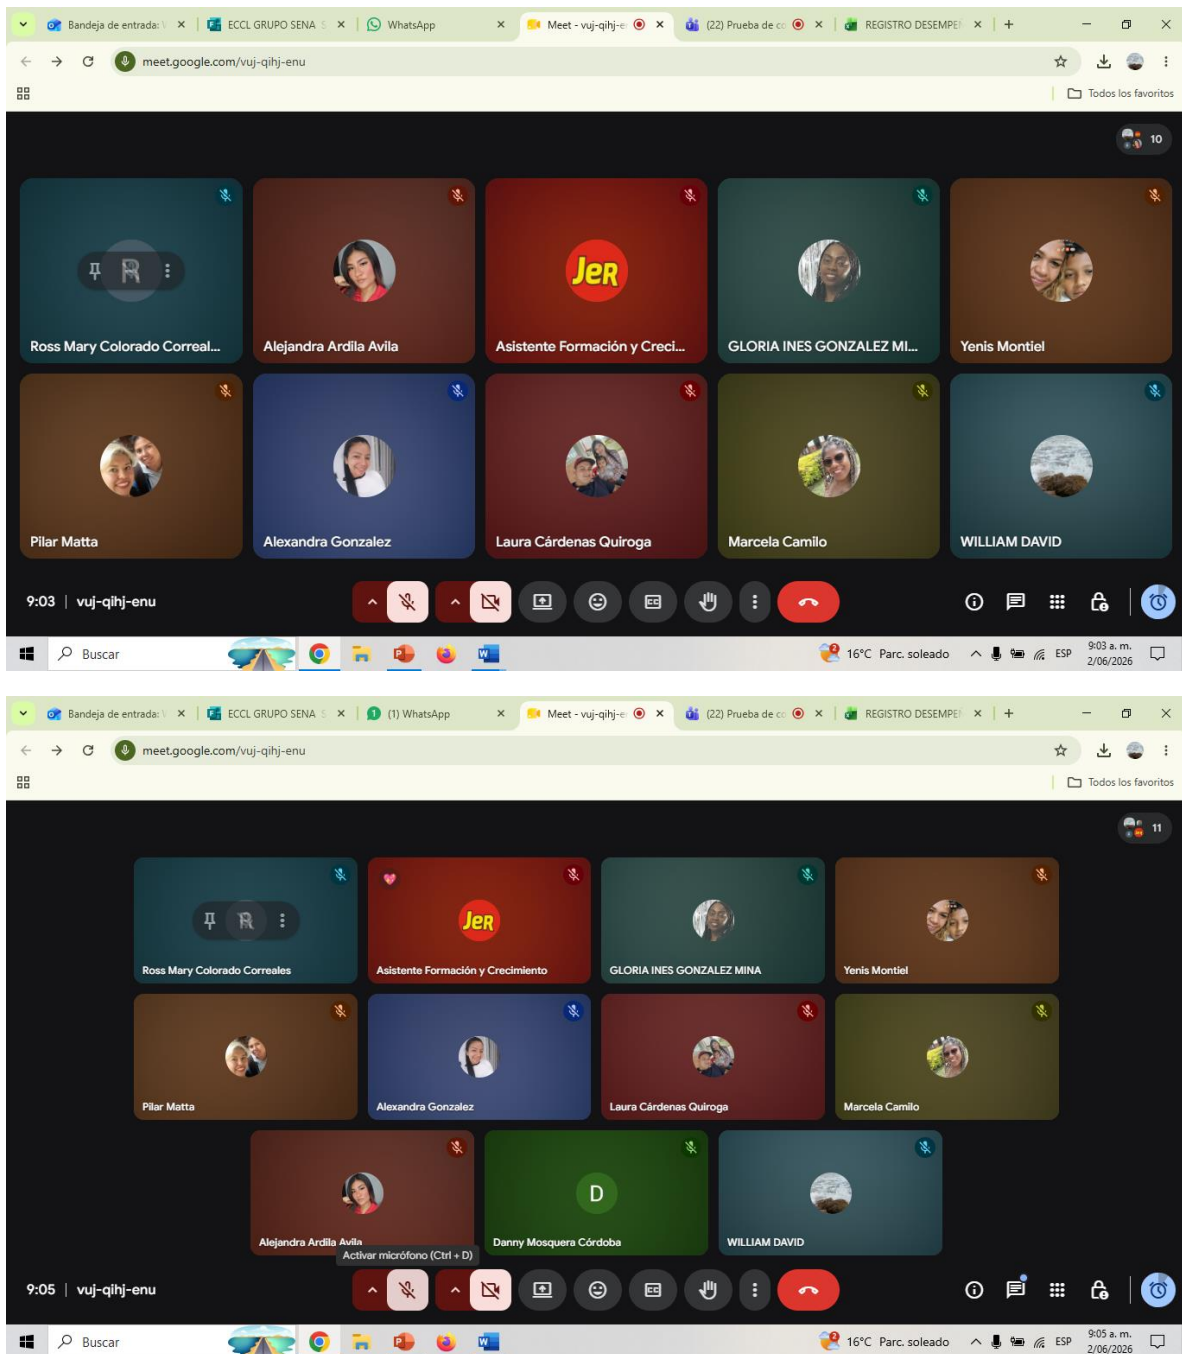 Bandeja de entrada:
ECCL GRUPO SENA
WhatsApp
Meet - vuj-qihj-e
(22) Prueba de co
REGISTRO DESEMPE
meet.google.com/vuj-qihj-enu
Todos los favoritos
10
R
JeR
Ross Mary Colorado Correal...
Alejandra Ardila Avila
Asistente Formación y Creci...
GLORIA INES GONZALEZ MI...
Yenis Montiel
Pilar Matta
Alexandra Gonzalez
Laura Cárdenas Quiroga
Marcela Camilo
WILLIAM DAVID
9:03 | vuj-qihj-enu
CC
Buscar
16°C Parc. soleado
ESP
9:03 a. m.
2/06/2026
Bandeja de entrada:
ECCL GRUPO SENA
(1) WhatsApp
Meet - vuj-qihj-e
(22) Prueba de co
REGISTRO DESEMPE
meet.google.com/vuj-qihj-enu
Todos los favoritos
11
R
JeR
Ross Mary Colorado Correales
Asistente Formación y Crecimiento
GLORIA INES GONZALEZ MINA
Yenis Montiel
Pilar Matta
Alexandra Gonzalez
Laura Cárdenas Quiroga
Marcela Camilo
D
Alejandra Ardila Avila
Danny Mosquera Córdoba
WILLIAM DAVID
Activar micrófono (Ctrl + D)
9:05 | vuj-qihj-enu
CC
Buscar
16°C Parc. soleado
ESP
9:05 a. m.
2/06/2026